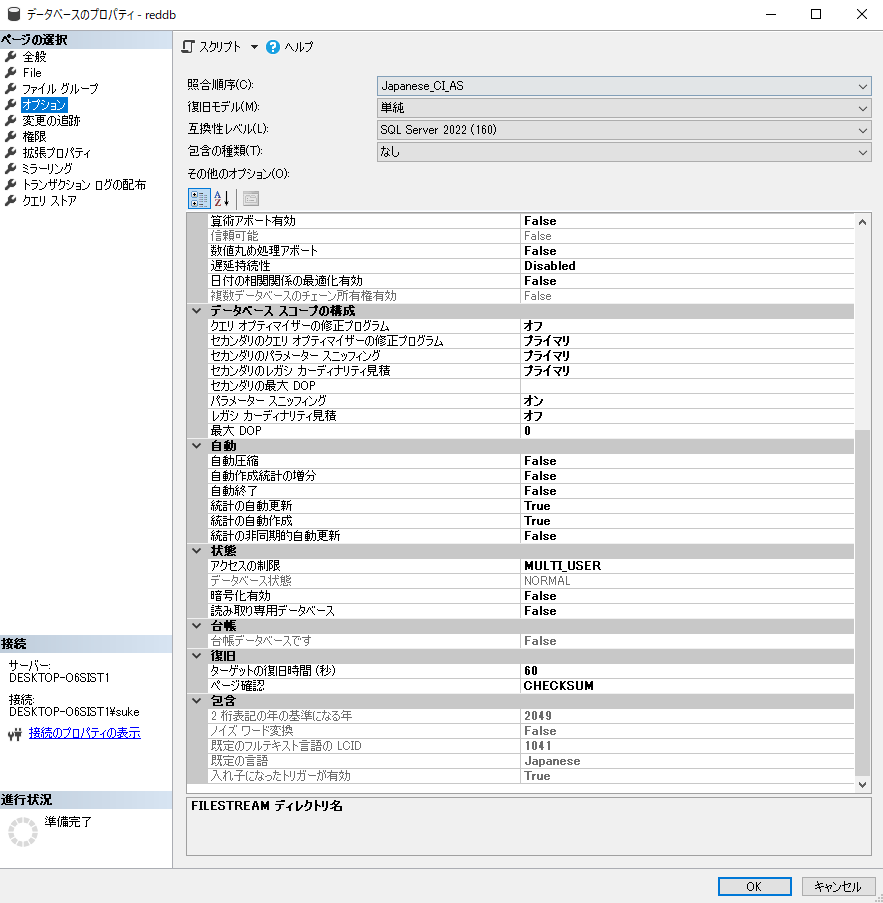 データベースのプロパティ - reddb
ページの選択
全般
File
ファイル グループ
オプション
変更の追跡
権限
拡張プロパティ
ミラーリング
トランザクション ログの配布
クエリ ストア
スクリプト
ヘルプ
照合順序(C): Japanese_CI_AS
復旧モデル(M): 単純
互換性レベル(L): SQL Server 2022 (160)
包含の種類(T): なし
その他のオプション(O):
算術アボート有効 False
信頼可能 False
数値丸め処理アボート False
遅延持続性 Disabled
日付の相関関係の最適化有効 False
複数データベースのチェーン所有権有効 False
データベース スコープの構成
クエリ オプティマイザーの修正プログラム オフ
セカンダリのクエリ オプティマイザーの修正プログラム プライマリ
セカンダリのパラメーター スニッフィング プライマリ
セカンダリのレガシ カーディナリティ見積 プライマリ
セカンダリの最大 DOP
パラメーター スニッフィング オン
レガシ カーディナリティ見積 オフ
最大 DOP 0
自動
自動圧縮 False
自動作成統計の増分 False
自動終了 False
統計の自動更新 True
統計の自動作成 True
統計の非同期的自動更新 False
状態
アクセスの制限 MULTI_USER
データベース状態 NORMAL
暗号化有効 False
読み取り専用データベース False
台帳
台帳データベースです False
復旧
ターゲットの復旧時間 (秒) 60
ページ確認 CHECKSUM
包含
2 桁表記の年の基準になる年 2049
ノイズ ワード変換 False
既定のフルテキスト言語の LCID 1041
既定の言語 Japanese
入れ子になったトリガーが有効 True
FILESTREAM ディレクトリ名
接続
サーバー:
DESKTOP-O6SIST1
接続:
DESKTOP-O6SIST1¥suke
接続のプロパティの表示
進行状況
準備完了
OK
キャンセル